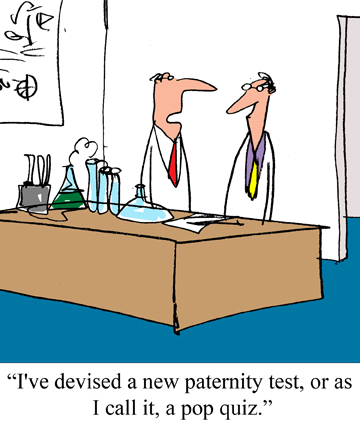 “I've devised a new paternity test, or as
I call it, a pop quiz.”